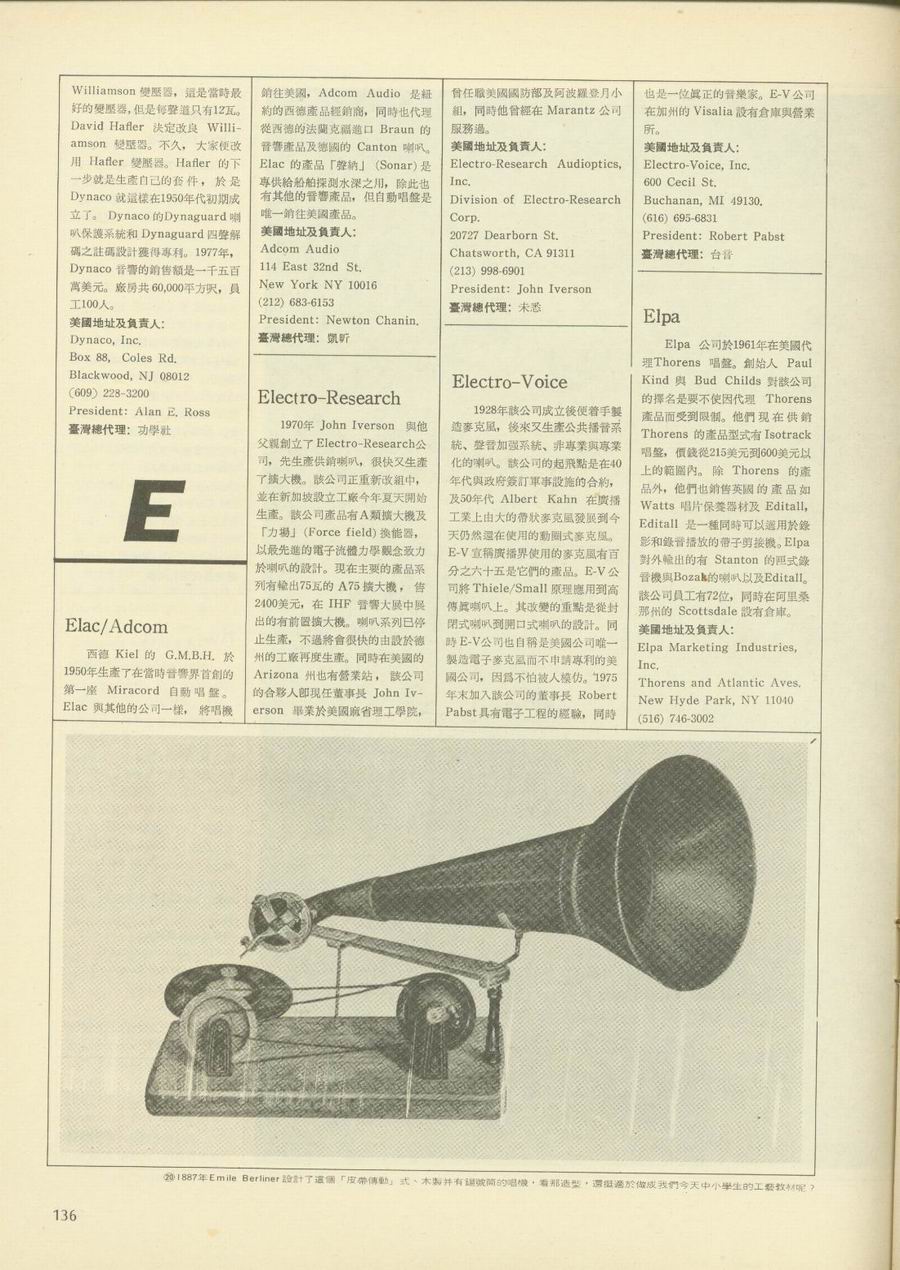 Williamson 變壓器，這是當時最
好的變壓器，但是每聲道只有12瓦。
David Hafler 決定改良 Willi-
amson 變壓器。不久， 大家便改
用 Hafler 變壓器。Hafler 的下
一步就是生產自己的套件，於是
Dynaco 就這樣在1950年代初期成
立了。 Dynaco 的Dynaguard 喇
叭保護系統和 Dynaguard 四聲解
碼之註碼設計獲得專利。1977年，
Dynaco 音響的銷售額是一千五百
萬美元。廠房共60,000平方呎，員
工100人。
美國地址及負責人：
Dynaco, Inc.
Box 88, Coles Rd.
Blackwood, NJ 08012
(609) 228-3200
President: Alan E. Ross
臺灣總代理：功學社
E
Elac/Adcom
西德 Kiel 的 G.M.B.H. 於
1950年生產了在當時音響界首創的
第一座 Miracord 自動唱盤。
Elac 與其他的公司一樣， 將唱機
銷往美國，Adcom Audio 是紐
約的西德產品經銷商，同時也代理
從西德的法蘭克福進口 Braun 的
音響產品及德國的 Canton 喇叭。
Elac 的產品「聲納」 (Sonar) 是
專供給船舶探測水深之用，除此也
有其他的音響產品，但自動唱盤是
唯一銷往美國產品。
美國地址及負責人：
Adcom Audio
114 East 32nd St.
New York NY 10016
(212) 683-6153
President: Newton Chanin.
臺灣總代理：凱昕
Electro-Research
1970年 John Iverson 與他
父親創立了Electro-Research公
司，先生產供銷喇叭，很快又生產
了擴大機。該公司正重新改組中，
並在新加坡設立工廠今年夏天開始
生產。該公司產品有A類擴大機及
「力場」(Force field) 換能器，
以最先進的電子流體力學觀念致力
於喇叭的設計。現在主要的產品系
列有輸出75瓦的 A75 擴大機， 售
2400美元，在 IHF 音響大展中展
出的有前置擴大機。喇叭系列已停
止生產，不過將會很快的由設於德
州的工廠再度生產。同時在美國的
Arizona 州也有營業站，該公司
的合夥人卽現任董事長 John Iv-
erson 畢業於美國麻省理工學院，
曾任職美國國防部及阿波羅登月小
組，同時他曾經在 Marantz 公司
服務過。
美國地址及負責人：
Electro-Research Audioptics,
Inc.
Division of Electro-Research
Corp.
20727 Dearborn St.
Chatsworth, CA 91311
(213) 998-6901
President: John Iverson
臺灣總代理：未悉
Electro-Voice
1928年該公司成立後便着手製
造麥克風，後來又生產公共播音系
統、聲音加强系統、非專業與專業
化的喇叭。該公司的起飛點是在40
年代與政府簽訂軍事設施的合約，
及50年代 Albert Kahn 在廣播
工業上由大的帶狀麥克風發展到今
天仍然還在使用的動圈式麥克風。
E-V 宣稱廣播界使用的麥克風有百
分之六十五是它們的產品。E-V 公
司將 Thiele/Small 原理應用到高
傳眞喇叭上。其改變的重點是從封
閉式喇叭到開口式喇叭的設計。同
時 E-V公司也自稱是美國公司唯一
製造電子麥克風而不申請專利的美
國公司，因爲不怕被人模仿。1975
年末加入該公司的董事長 Robert
Pabst具有電子工程的經驗，同時
也是一位眞正的音樂家。E-V公司
在加州的 Visalia 設有倉庫與營業
所。
美國地址及負責人：
Electro-Voice, Inc.
600 Cecil St.
Buchanan, MI 49130.
(616) 695-6831
President: Robert Pabst
臺灣總代理：台音
Elpa
Elpa 公司於1961年在美國代
理Thorens 唱盤。創始人 Paul
Kind 與 Bud Childs 對該公司
的擇名是要不使因代理 Thorens
產品而受到限制。他們現在供銷
Thorens 的產品型式有Isotrack
唱盤，價錢從215美元到600美元以
上的範圍內。 除 Thorens 的產
品外，他們也銷售英國的產品如
Watts 唱片保養器材及 Editall，
Editall 是一種同時可以適用於錄
影和錄音播放的帶子剪接機。Elpa
對外輸出的有 Stanton 的匣式錄
音機與Bozak的喇叭以及Editall。
該公司員工有72位，同時在阿里桑
那州的 Scottsdale 設有倉庫。
美國地址及負責人：
Elpa Marketing Industries,
Inc.
Thorens and Atlantic Aves.
New Hyde Park, NY 11040
(516) 746-3002
⑳1887年Emile Berliner設計了這個「皮帶傳動」式、木製并有錫號筒的唱機，看那造型，還挺適於做成我們今天中小學生的工藝教材呢？
136